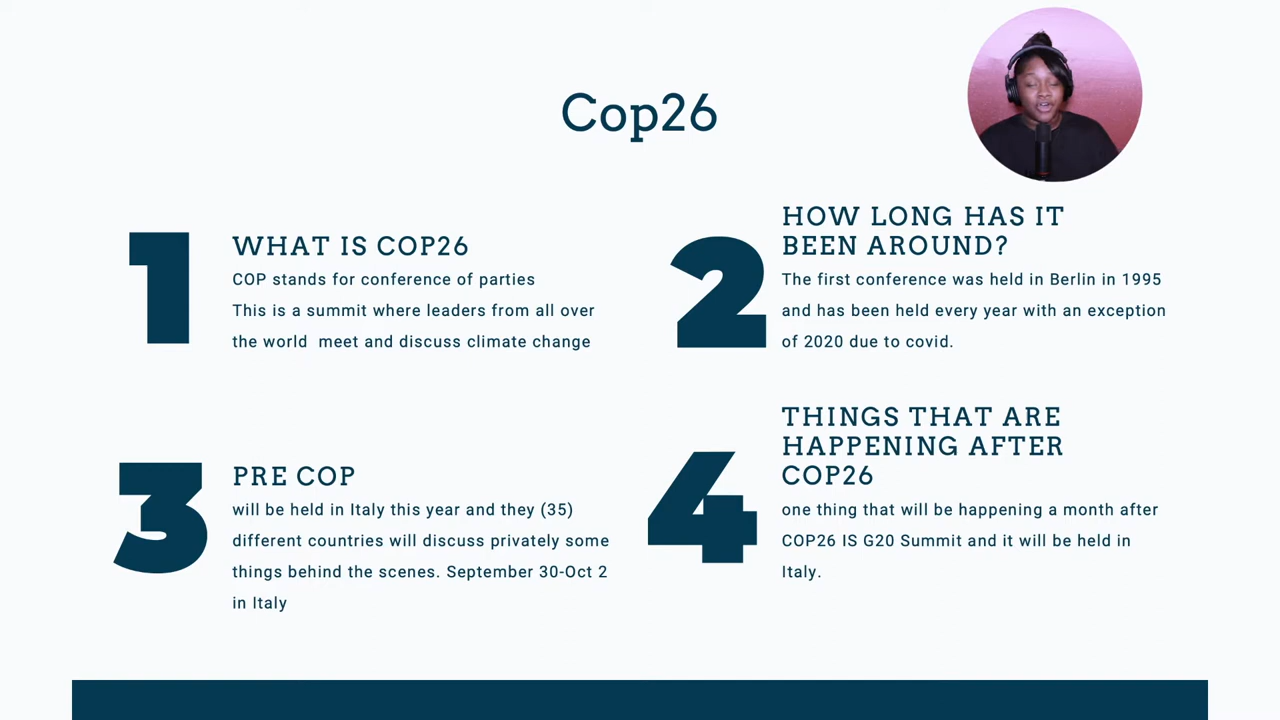 Cop26
1
WHAT IS COP26
COP stands for conference of parties
This is a summit where leaders from all over
the world meet and discuss climate change
2
HOW LONG HAS IT
BEEN AROUND?
The first conference was held in Berlin in 1995
and has been held every year with an exception
of 2020 due to covid.
3
PRE COP
will be held in Italy this year and they (35)
different countries will discuss privately some
things behind the scenes. September 30-Oct 2
in Italy
4
THINGS THAT ARE
HAPPENING AFTER
COP26
one thing that will be happening a month after
COP26 IS G20 Summit and it will be held in
Italy.